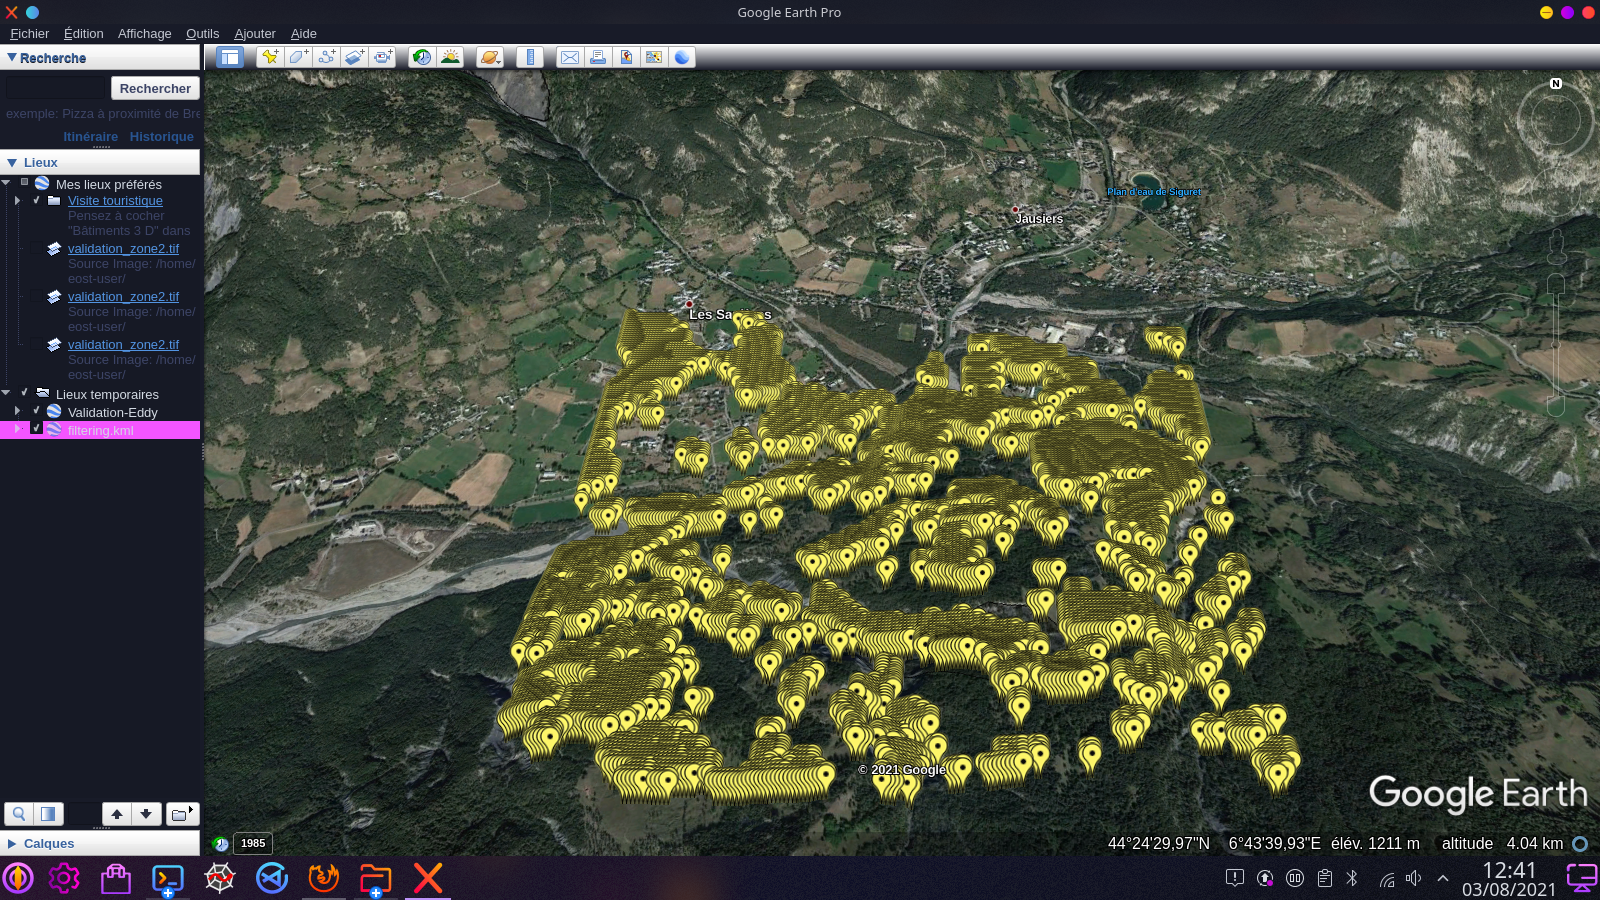 Google Earth Pro
Fichier Édition Affichage Outils Ajouter Aide
Recherche
Rechercher
exemple: Pizza à proximité de Bre
Itinéraire Historique
Lieux
Mes lieux préférés
Visite touristique
Pensez à cocher
"Bâtiments 3 D" dans
validation_zone2.tif
Source Image: /home/
eost-user/
validation_zone2.tif
Source Image: /home/
eost-user/
validation_zone2.tif
Source Image: /home/
eost-user/
Lieux temporaires
Validation-Eddy
filtering.kml
Calques
N
Plan d'eau de Siguret
Jausiers
Les Sa
© 2021 Google
Google Earth
1985
44°24'29,97"N 6°43'39,93"E élév. 1211 m altitude 4.04 km
12:41
03/08/2021